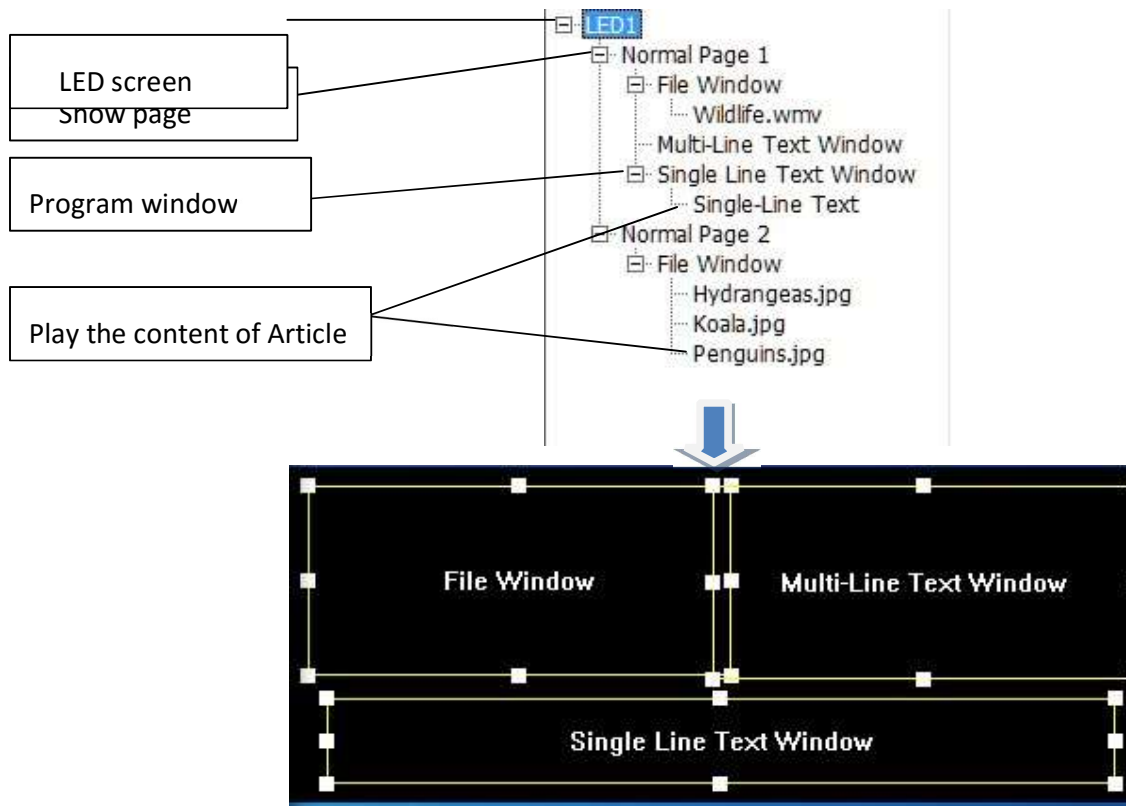 LED screen
Show page
Program window
Play the content of Article
LED1
Normal Page 1
File Window
Wildlife.wmv
Multi-Line Text Window
Single Line Text Window
Single-Line Text
Normal Page 2
File Window
Hydrangeas.jpg
Koala.jpg
Penguins.jpg
File Window
Multi-Line Text Window
Single Line Text Window